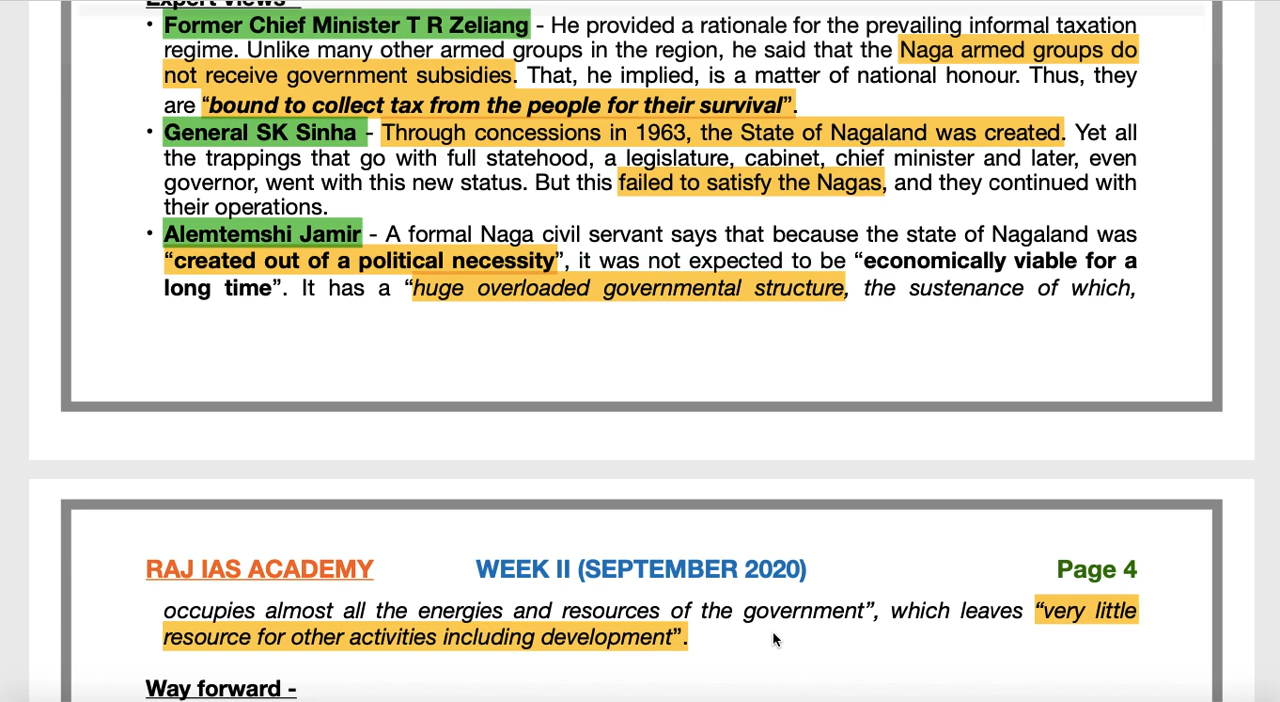 Expert views -
• Former Chief Minister T R Zeliang - He provided a rationale for the prevailing informal taxation
regime. Unlike many other armed groups in the region, he said that the Naga armed groups do
not receive government subsidies. That, he implied, is a matter of national honour. Thus, they
are “bound to collect tax from the people for their survival”.
• General SK Sinha - Through concessions in 1963, the State of Nagaland was created. Yet all
the trappings that go with full statehood, a legislature, cabinet, chief minister and later, even
governor, went with this new status. But this failed to satisfy the Nagas, and they continued with
their operations.
• Alemtemshi Jamir - A formal Naga civil servant says that because the state of Nagaland was
“created out of a political necessity”, it was not expected to be “economically viable for a
long time”. It has a “huge overloaded governmental structure, the sustenance of which,
RAJ IAS ACADEMY WEEK II (SEPTEMBER 2020) Page 4
occupies almost all the energies and resources of the government”, which leaves “very little
resource for other activities including development”.
Way forward -